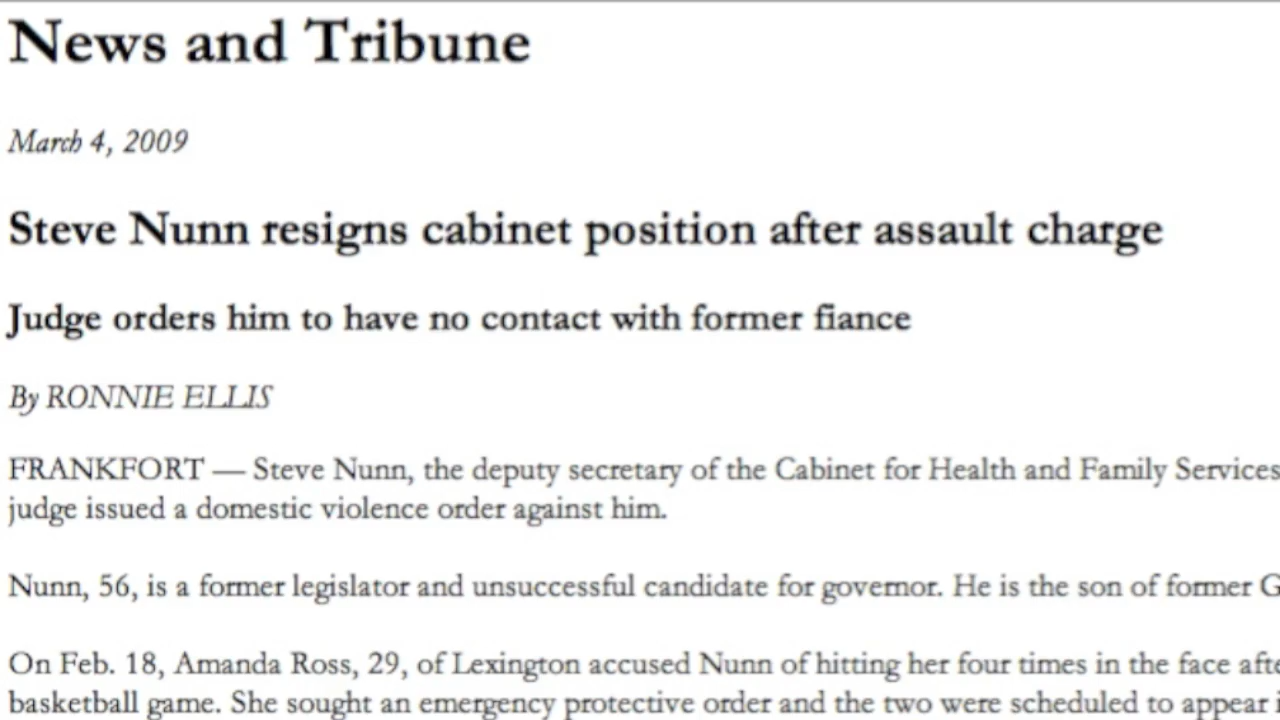 News and Tribune
March 4, 2009
Steve Nunn resigns cabinet position after assault charge
Judge orders him to have no contact with former fiance
By RONNIE ELLIS
FRANKFORT — Steve Nunn, the deputy secretary of the Cabinet for Health and Family Services
judge issued a domestic violence order against him.
Nunn, 56, is a former legislator and unsuccessful candidate for governor. He is the son of former G
On Feb. 18, Amanda Ross, 29, of Lexington accused Nunn of hitting her four times in the face afte
basketball game. She sought an emergency protective order and the two were scheduled to appear i